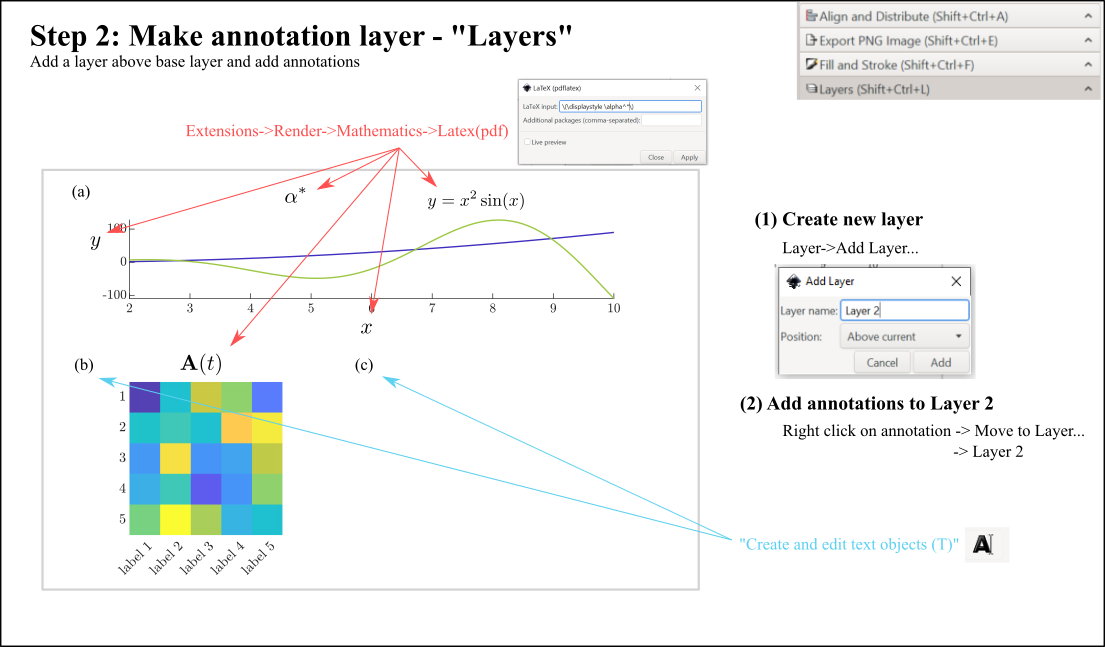 Step 2: Make annotation layer - "Layers"
Add a layer above base layer and add annotations
Align and Distribute (Shift+Ctrl+A)
Export PNG Image (Shift+Ctrl+E)
Fill and Stroke (Shift+Ctrl+F)
Layers (Shift+Ctrl+L)
LaTeX (pdflatex)
LaTeX input: \(\displaystyle \alpha^*\)
Additional packages (comma-separated):
Live preview
Close Apply
Extensions->Render->Mathematics->Latex(pdf)
(a)
α*
y = x² sin(x)
y
100
0
-100
2 3 4 5 6 7 8 9 10
x
(b)
A(t)
(c)
1
2
3
4
5
label 1 label 2 label 3 label 4 label 5
(1) Create new layer
Layer->Add Layer...
Add Layer
Layer name: Layer 2
Position: Above current
Cancel Add
(2) Add annotations to Layer 2
Right click on annotation -> Move to Layer...
-> Layer 2
"Create and edit text objects (T)" A